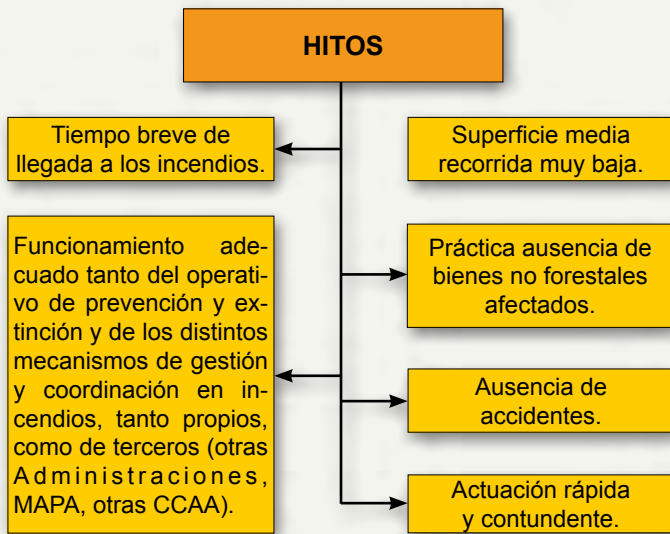 HITOS
Tiempo breve de
llegada a los incendios.
Superficie media
recorrida muy baja.
Funcionamiento ade-
cuado tanto del operati-
vo de prevención y ex-
tinción y de los distintos
mecanismos de gestión
y coordinación en in-
cendios, tanto propios,
como de terceros (otras
Administraciones,
MAPA, otras CCAA).
Práctica ausencia de
bienes no forestales
afectados.
Ausencia de
accidentes.
Actuación rápida
y contundente.